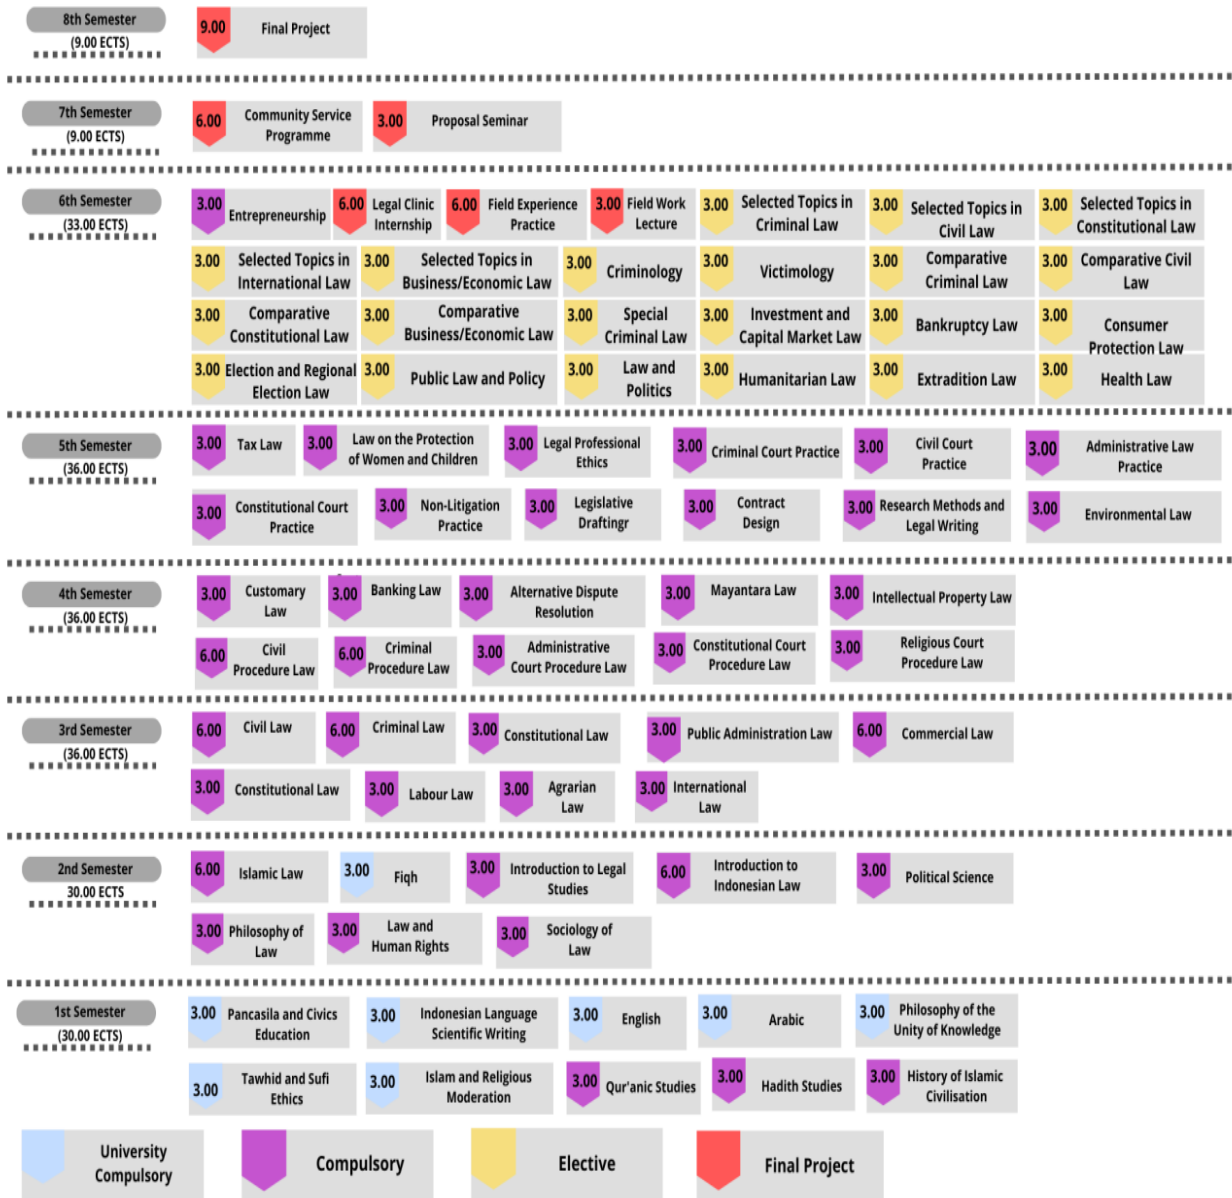 8th Semester
(9.00 ECTS)
9.00
Final Project
7th Semester
(9.00 ECTS)
6.00
Community Service
Programme
3.00
Proposal Seminar
6th Semester
(33.00 ECTS)
3.00
Entrepreneurship
6.00
Legal Clinic
Internship
6.00
Field Experience
Practice
3.00
Field Work
Lecture
3.00
Selected Topics in
Criminal Law
3.00
Selected Topics in
Civil Law
3.00
Selected Topics in
Constitutional Law
3.00
Selected Topics in
International Law
3.00
Selected Topics in
Business/Economic Law
3.00
Criminology
3.00
Victimology
3.00
Comparative
Criminal Law
3.00
Comparative Civil
Law
3.00
Comparative
Constitutional Law
3.00
Comparative
Business/Economic Law
3.00
Special
Criminal Law
3.00
Investment and
Capital Market Law
3.00
Bankruptcy Law
3.00
Consumer
Protection Law
3.00
Election and Regional
Election Law
3.00
Public Law and Policy
3.00
Law and
Politics
3.00
Humanitarian Law
3.00
Extradition Law
3.00
Health Law
5th Semester
(36.00 ECTS)
3.00
Tax Law
3.00
Law on the Protection
of Women and Children
3.00
Legal Professional
Ethics
3.00
Criminal Court Practice
3.00
Civil Court
Practice
3.00
Administrative Law
Practice
3.00
Constitutional Court
Practice
3.00
Non-Litigation
Practice
3.00
Legislative
Draftingr
3.00
Contract
Design
3.00
Research Methods and
Legal Writing
3.00
Environmental Law
4th Semester
(36.00 ECTS)
3.00
Customary
Law
3.00
Banking Law
3.00
Alternative Dispute
Resolution
3.00
Mayantara Law
3.00
Intellectual Property Law
6.00
Civil
Procedure Law
6.00
Criminal
Procedure Law
3.00
Administrative
Court Procedure Law
3.00
Constitutional Court
Procedure Law
3.00
Religious Court
Procedure Law
3rd Semester
(36.00 ECTS)
6.00
Civil Law
6.00
Criminal Law
3.00
Constitutional Law
3.00
Public Administration Law
6.00
Commercial Law
3.00
Constitutional Law
3.00
Labour Law
3.00
Agrarian
Law
3.00
International
Law
2nd Semester
30.00 ECTS
6.00
Islamic Law
3.00
Fiqh
3.00
Introduction to Legal
Studies
6.00
Introduction to
Indonesian Law
3.00
Political Science
3.00
Philosophy of
Law
3.00
Law and
Human Rights
3.00
Sociology of
Law
1st Semester
(30.00 ECTS)
3.00
Pancasila and Civics
Education
3.00
Indonesian Language
Scientific Writing
3.00
English
3.00
Arabic
3.00
Philosophy of the
Unity of Knowledge
3.00
Tawhid and Sufi
Ethics
3.00
Islam and Religious
Moderation
3.00
Qur'anic Studies
3.00
Hadith Studies
3.00
History of Islamic
Civilisation
University
Compulsory
Compulsory
Elective
Final Project